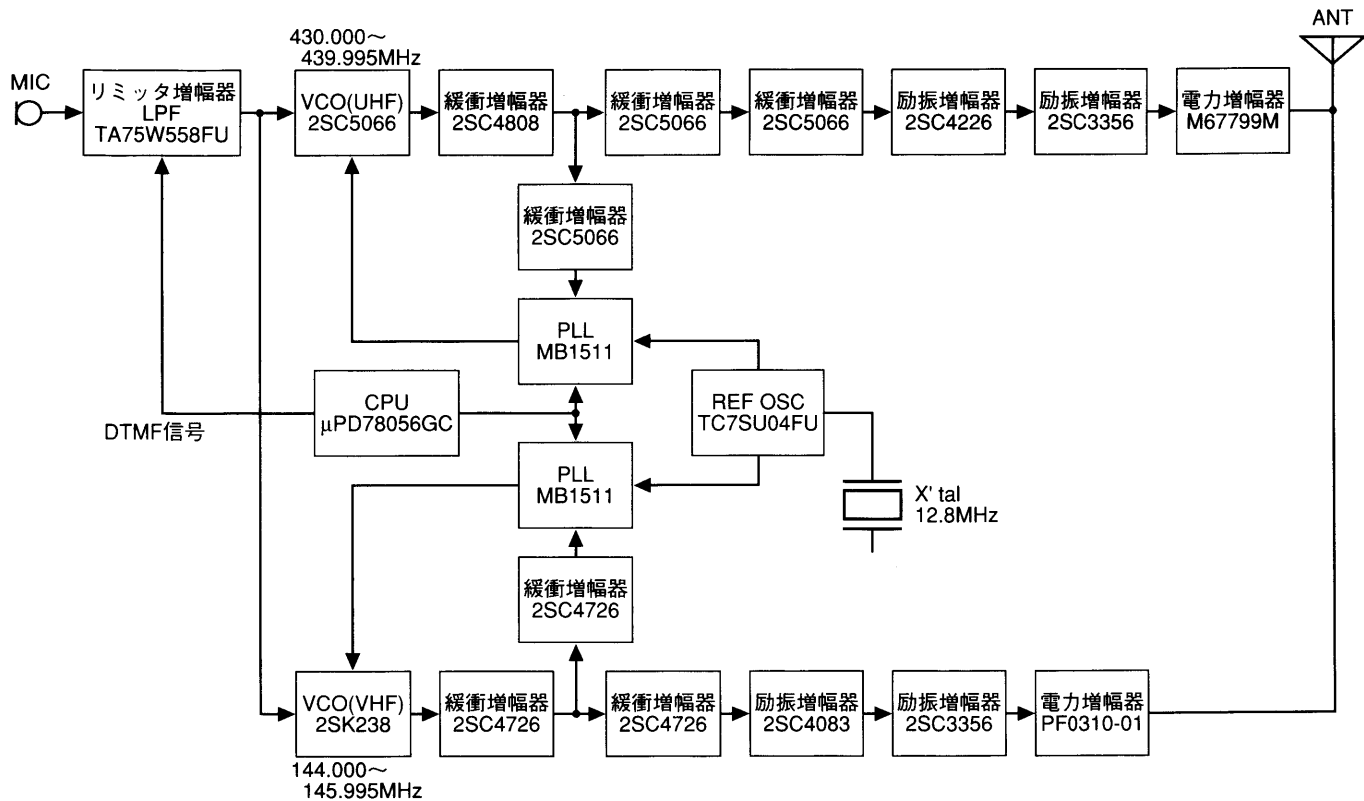 ANT
430.000～
439.995MHz
MIC
リミッタ増幅器
LPF
TA75W558FU
VCO(UHF)
2SC5066
緩衝増幅器
2SC4808
緩衝増幅器
2SC5066
緩衝増幅器
2SC5066
励振増幅器
2SC4226
励振増幅器
2SC3356
電力増幅器
M67799M
緩衝増幅器
2SC5066
PLL
MB1511
CPU
μPD78056GC
REF OSC
TC7SU04FU
DTMF信号
PLL
MB1511
X' tal
12.8MHz
緩衝増幅器
2SC4726
VCO(VHF)
2SK238
緩衝増幅器
2SC4726
緩衝増幅器
2SC4726
励振増幅器
2SC4083
励振増幅器
2SC3356
電力増幅器
PF0310-01
144.000～
145.995MHz